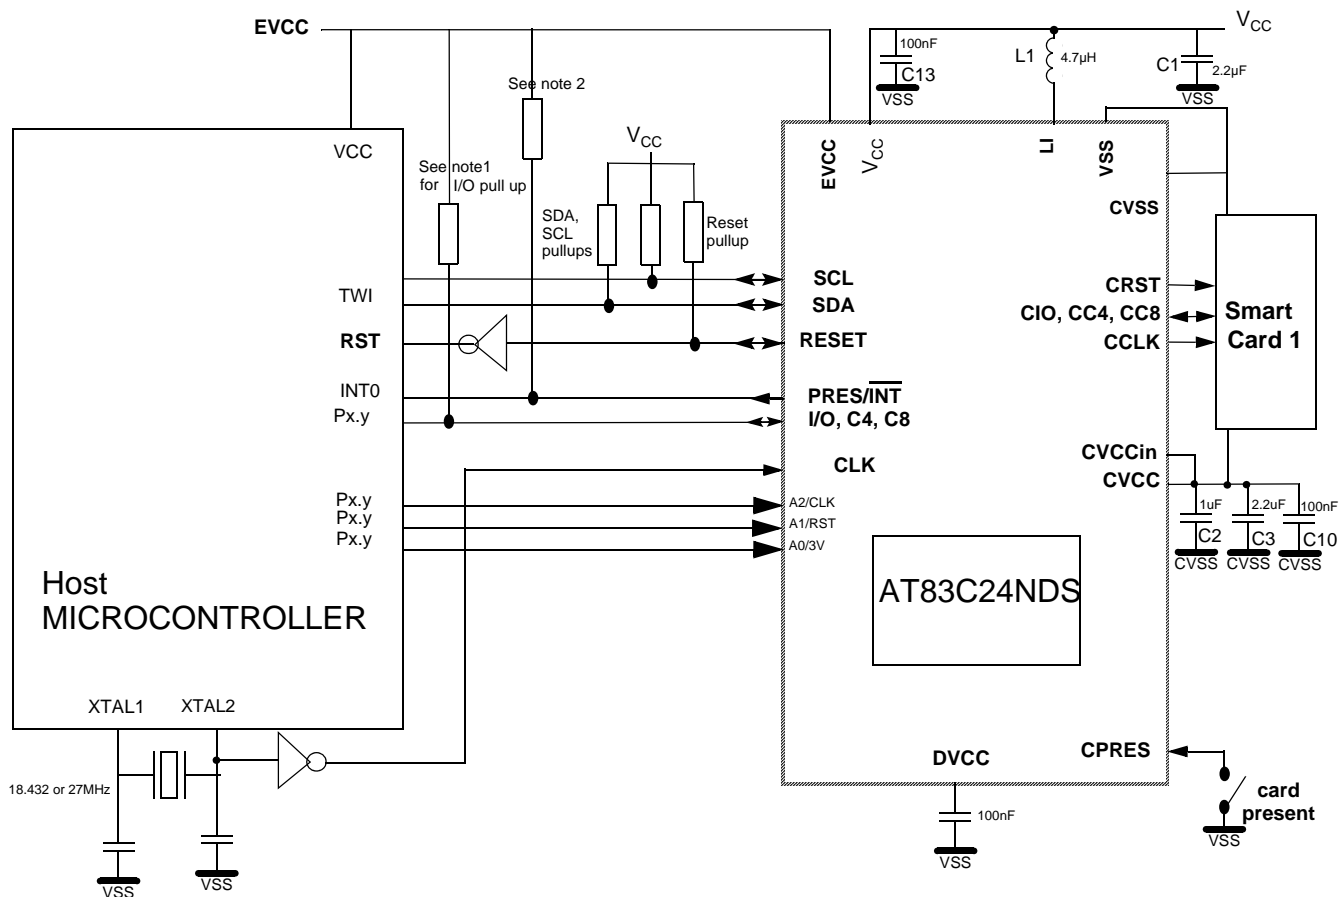 EVCC
100nF
C13
VSS
L1
4.7µH
C1
2.2µF
VSS
VCC
See note 2
VCC
See note1
for I/O pull up
VCC
SDA,
SCL
pullups
Reset
pullup
EVCC
VCC
LI
VSS
CVSS
TWI
RST
INT0
Px.y
Px.y
Px.y
Px.y
SCL
SDA
RESET
PRES/INT
I/O, C4, C8
CLK
A2/CLK
A1/RST
A0/3V
CRST
CIO, CC4, CC8
CCLK
Smart
Card 1
CVCCin
CVCC
1uF
C2
CVSS
2.2uF
C3
CVSS
100nF
C10
CVSS
Host
MICROCONTROLLER
AT83C24NDS
XTAL1
XTAL2
18.432 or 27MHz
VSS
VSS
DVCC
100nF
VSS
CPRES
card
present
VSS